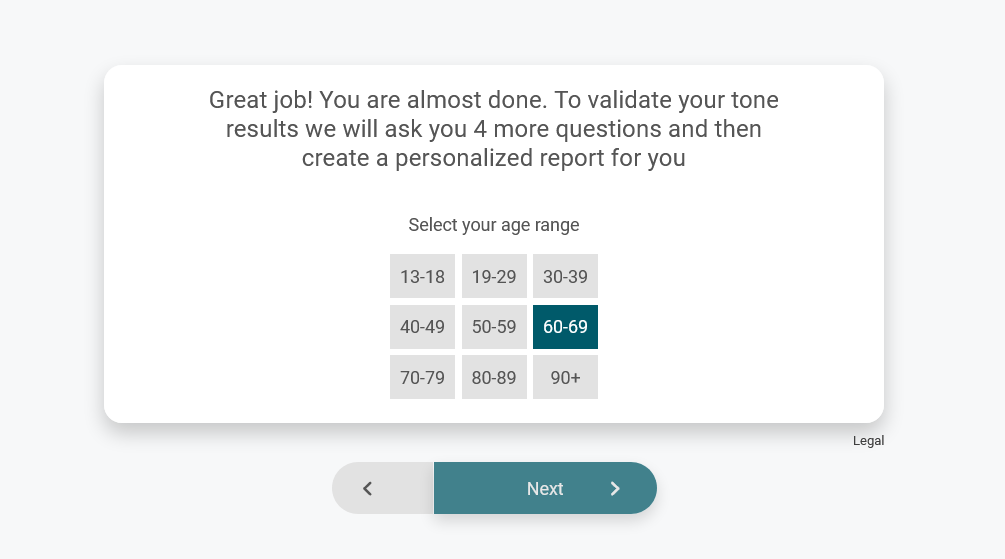 Great job! You are almost done. To validate your tone
results we will ask you 4 more questions and then
create a personalized report for you
Select your age range
13-18 19-29 30-39
40-49 50-59 60-69
70-79 80-89 90+
Legal
Next